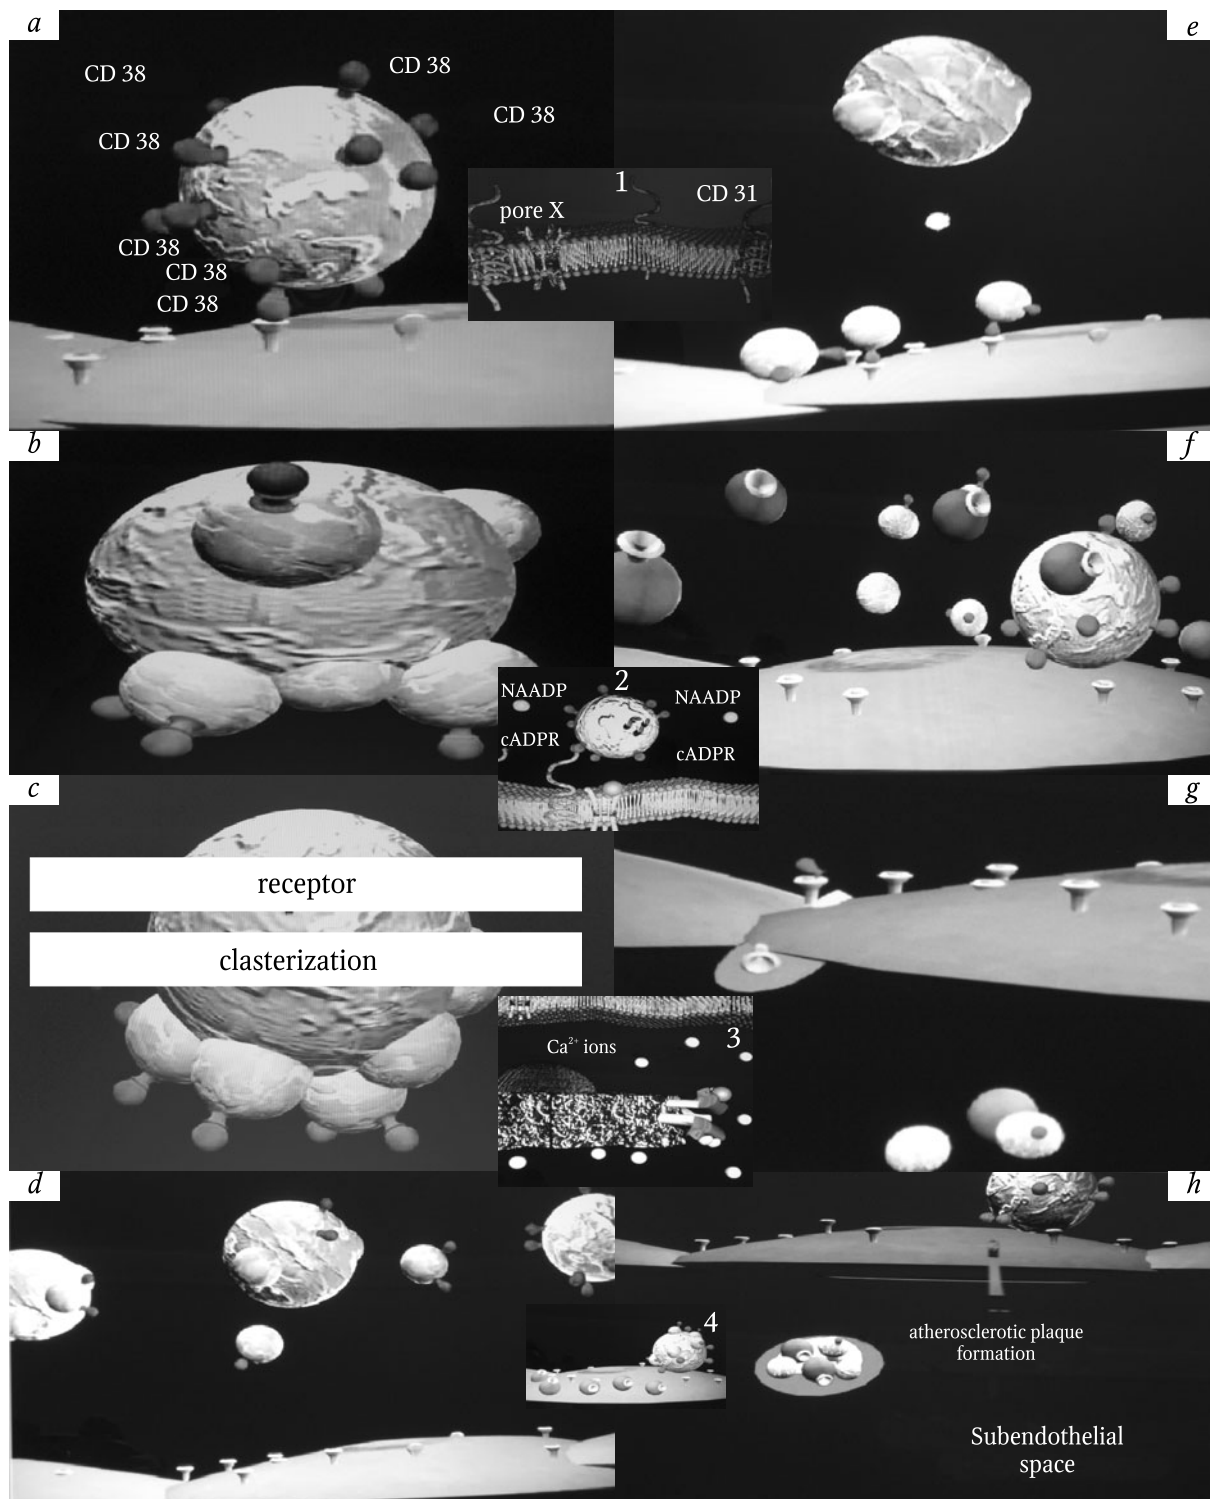 a
CD 38
CD 38
CD 38
CD 38
CD 38
CD 38
CD 38
e
1
pore X
CD 31
b
f
2
NAADP
NAADP
cADPR
cADPR
c
receptor
clasterization
g
3
Ca²⁺ ions
d
h
4
atherosclerotic plaque
formation
Subendothelial
space